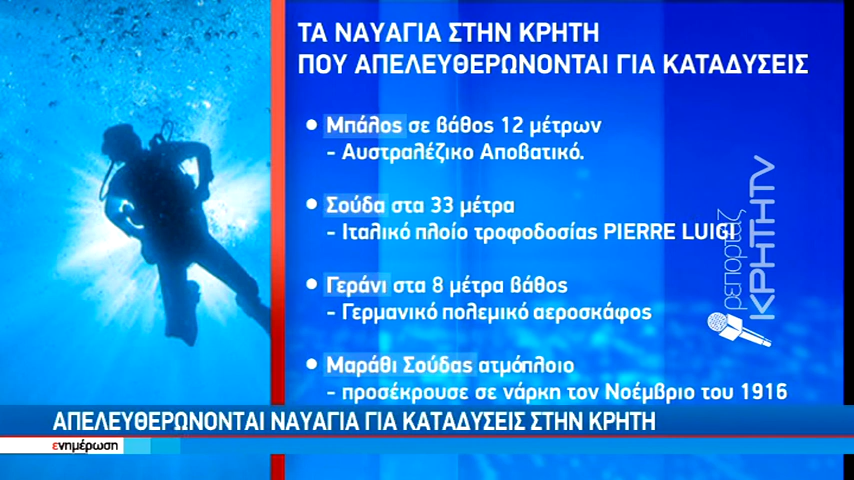 ΤΑ ΝΑΥΑΓΙΑ ΣΤΗΝ ΚΡΗΤΗ
ΠΟΥ ΑΠΕΛΕΥΘΕΡΩΝΟΝΤΑΙ ΓΙΑ ΚΑΤΑΔΥΣΕΙΣ
• Μπάλος σε βάθος 12 μέτρων
- Αυστραλέζικο Αποβατικό.
• Σούδα στα 33 μέτρα
- Ιταλικό πλοίο τροφοδοσίας PIERRE LUIGI
• Γεράνι στα 8 μέτρα βάθος
- Γερμανικό πολεμικό αεροσκάφος
• Μαράθι Σούδας ατμόπλοιο
- προσέκρουσε σε νάρκη τον Νοέμβριο του 1916
ρεπορτάζ
ΚΡΗΤΗTV
ΑΠΕΛΕΥΘΕΡΩΝΟΝΤΑΙ ΝΑΥΑΓΙΑ ΓΙΑ ΚΑΤΑΔΥΣΕΙΣ ΣΤΗΝ ΚΡΗΤΗ
ενημέρωση